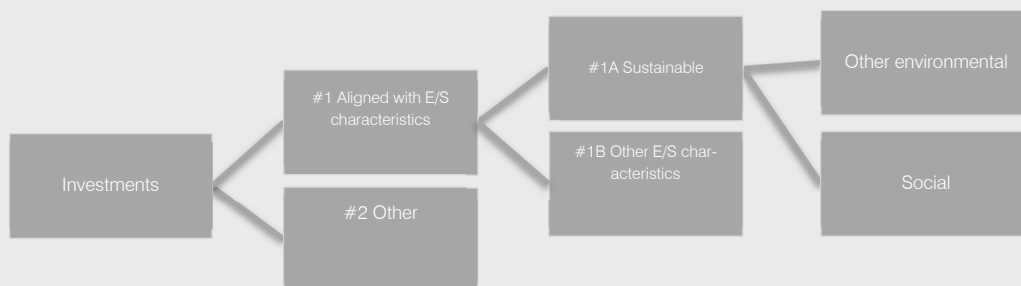 Investments
#1 Aligned with E/S
characteristics
#2 Other
#1A Sustainable
#1B Other E/S char-
acteristics
Other environmental
Social